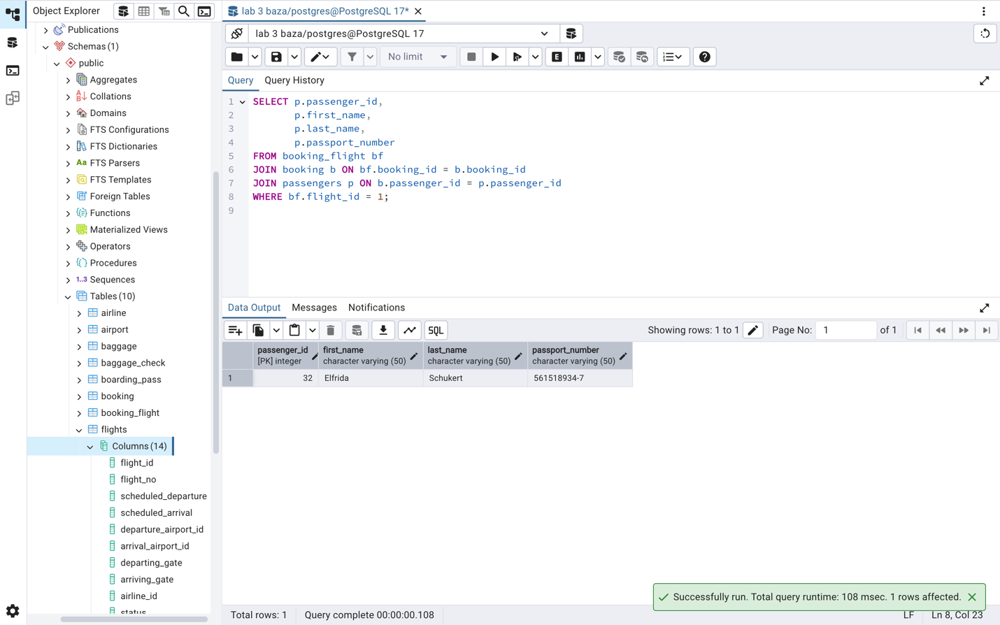 Object Explorer
Publications
Schemas (1)
public
Aggregates
Collations
Domains
FTS Configurations
FTS Dictionaries
Aa FTS Parsers
FTS Templates
Foreign Tables
Functions
Materialized Views
Operators
Procedures
1..3 Sequences
Tables (10)
airline
airport
baggage
baggage_check
boarding_pass
booking
booking_flight
flights
Columns (14)
flight_id
flight_no
scheduled_departure
scheduled_arrival
departure_airport_id
arrival_airport_id
departing_gate
arriving_gate
airline_id
status
lab 3 baza/postgres@PostgreSQL 17*
lab 3 baza/postgres@PostgreSQL 17
No limit
E
Query Query History
1 SELECT p.passenger_id,
2 p.first_name,
3 p.last_name,
4 p.passport_number
5 FROM booking_flight bf
6 JOIN booking b ON bf.booking_id = b.booking_id
7 JOIN passengers p ON b.passenger_id = p.passenger_id
8 WHERE bf.flight_id = 1;
9
Data Output Messages Notifications
SQL Showing rows: 1 to 1 Page No: 1 of 1
passenger_id first_name last_name passport_number
[PK] integer character varying (50) character varying (50) character varying (50)
1 32 Elfrida Schukert 561518934-7
Successfully run. Total query runtime: 108 msec. 1 rows affected.
Total rows: 1 Query complete 00:00:00.108 LF Ln 8, Col 23